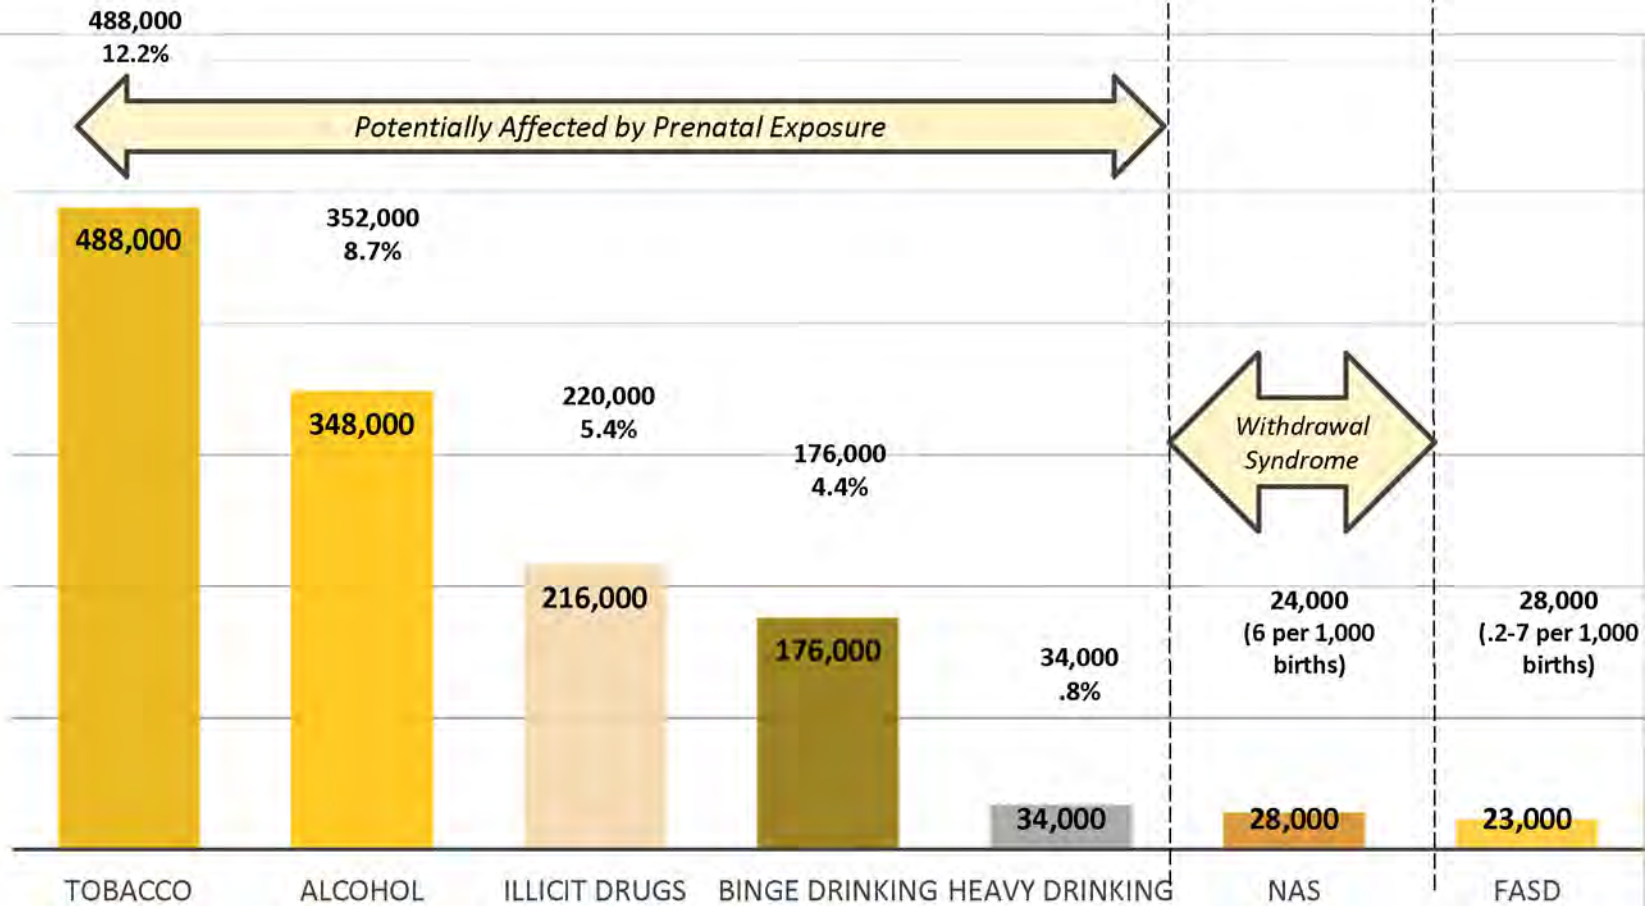 488,000
12.2%
Potentially Affected by Prenatal Exposure
488,000
352,000
8.7%
348,000
220,000
5.4%
216,000
176,000
4.4%
176,000
34,000
.8%
34,000
Withdrawal
Syndrome
24,000
(6 per 1,000
births)
28,000
28,000
(.2-7 per 1,000
births)
23,000
TOBACCO
ALCOHOL
ILLICIT DRUGS
BINGE DRINKING
HEAVY DRINKING
NAS
FASD